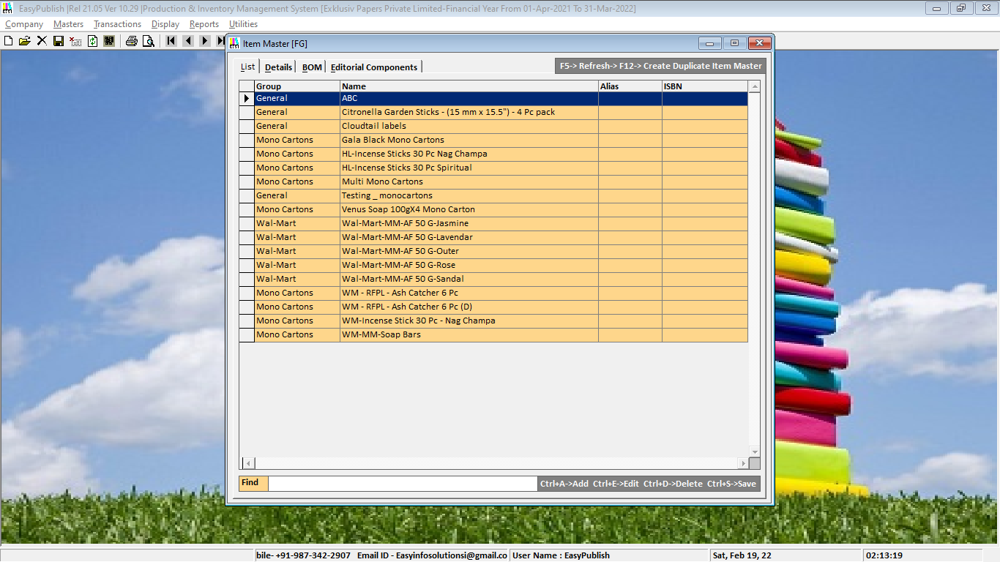 EasyPublish |Rel 21.05 Ver 10.29 |Production & Inventory Management System [Exklusiv Papers Private Limited-Financial Year From 01-Apr-2021 To 31-Mar-2022]
Company Masters Transactions Display Reports Utilities
Item Master [FG]
List Details BOM Editorial Components
F5-> Refresh-> F12-> Create Duplicate Item Master
Group Name Alias ISBN
General ABC
General Citronella Garden Sticks - (15 mm x 15.5") - 4 Pc pack
General Cloudtail labels
Mono Cartons Gala Black Mono Cartons
Mono Cartons HL-Incense Sticks 30 Pc Nag Champa
Mono Cartons HL-Incense Sticks 30 Pc Spiritual
Mono Cartons Multi Mono Cartons
General Testing _ monocartons
Mono Cartons Venus Soap 100gX4 Mono Carton
Wal-Mart Wal-Mart-MM-AF 50 G-Jasmine
Wal-Mart Wal-Mart-MM-AF 50 G-Lavendar
Wal-Mart Wal-Mart-MM-AF 50 G-Outer
Wal-Mart Wal-Mart-MM-AF 50 G-Rose
Wal-Mart Wal-Mart-MM-AF 50 G-Sandal
Mono Cartons WM - RFPL - Ash Catcher 6 Pc
Mono Cartons WM - RFPL - Ash Catcher 6 Pc (D)
Mono Cartons WM-Incense Stick 30 Pc - Nag Champa
Mono Cartons WM-MM-Soap Bars
Find Ctrl+A->Add Ctrl+E->Edit Ctrl+D->Delete Ctrl+S->Save
bile- +91-987-342-2907 Email ID - Easyinfosolutionsi@gmail.co User Name : EasyPublish Sat, Feb 19, 22 02:13:19